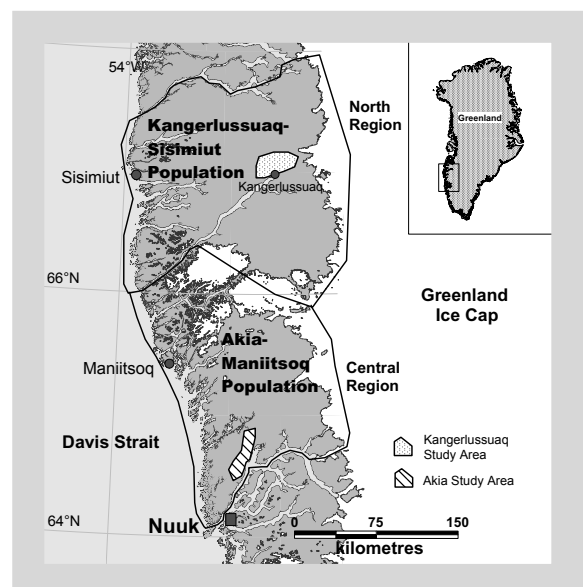 54°W
North
Region
Kangerlussuaq-
Sisimiut
Population
Greenland
Sisimiut
Kangerlussuaq
66°N
Greenland
Ice Cap
Akia-
Maniitsoq
Population
Maniitsoq
Central
Region
Davis Strait
Kangerlussuaq
Study Area
Akia Study Area
64°N
Nuuk
0 75 150
kilometres